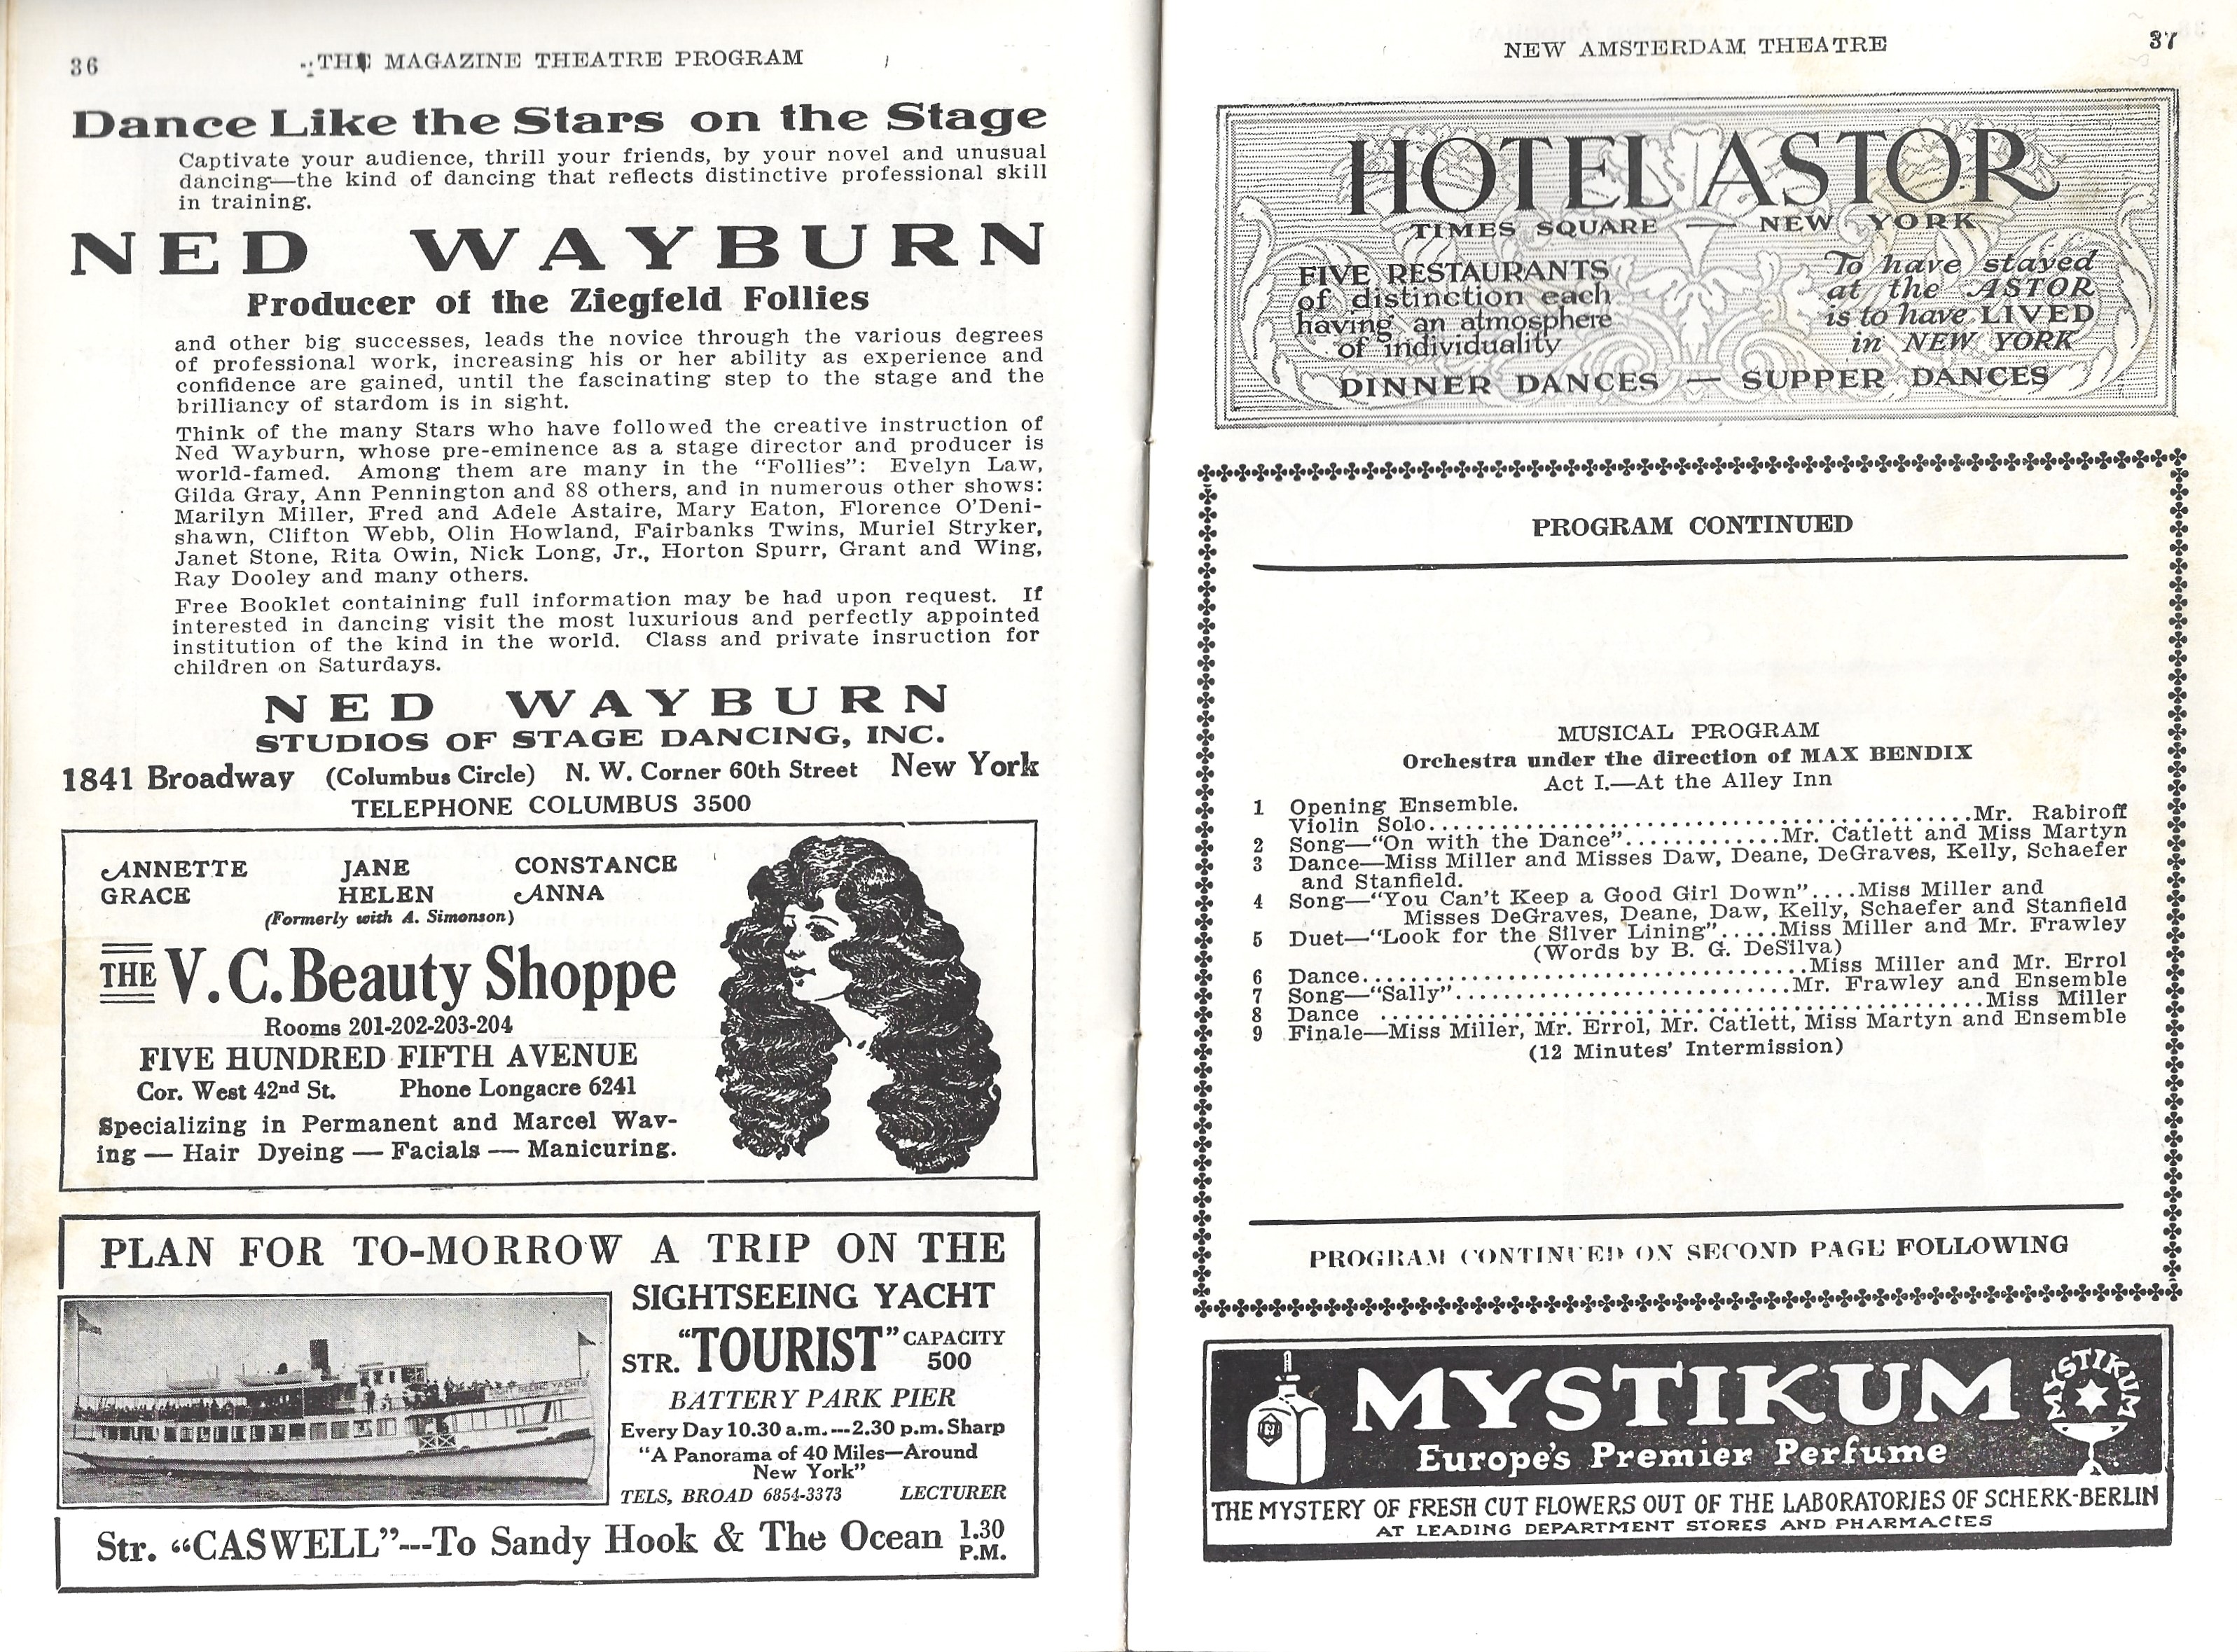 36
THE MAGAZINE THEATRE PROGRAM
Dance Like the Stars on the Stage
Captivate your audience, thrill your friends, by your novel and unusual
dancing—the kind of dancing that reflects distinctive professional skill
in training.
NED WAYBURN
Producer of the Ziegfeld Follies
and other big successes, leads the novice through the various degrees
of professional work, increasing his or her ability as experience and
confidence are gained, until the fascinating step to the stage and the
brilliancy of stardom is in sight.
Think of the many Stars who have followed the creative instruction of
Ned Wayburn, whose pre-eminence as a stage director and producer is
world-famed. Among them are many in the "Follies": Evelyn Law,
Gilda Gray, Ann Pennington and 88 others, and in numerous other shows:
Marilyn Miller, Fred and Adele Astaire, Mary Eaton, Florence O'Deni-
shawn, Clifton Webb, Olin Howland, Fairbanks Twins, Muriel Stryker,
Janet Stone, Rita Owin, Nick Long, Jr., Horton Spurr, Grant and Wing,
Ray Dooley and many others.
Free Booklet containing full information may be had upon request. If
interested in dancing visit the most luxurious and perfectly appointed
institution of the kind in the world. Class and private insruction for
children on Saturdays.
NED WAYBURN
STUDIOS OF STAGE DANCING, INC.
1841 Broadway (Columbus Circle) N. W. Corner 60th Street New York
TELEPHONE COLUMBUS 3500
ANNETTE JANE CONSTANCE
GRACE HELEN ANNA
(Formerly with A. Simonson)
THE V. C. Beauty Shoppe
Rooms 201-202-203-204
FIVE HUNDRED FIFTH AVENUE
Cor. West 42nd St. Phone Longacre 6241
Specializing in Permanent and Marcel Wav-
ing — Hair Dyeing — Facials — Manicuring.
PLAN FOR TO-MORROW A TRIP ON THE
SIGHTSEEING YACHT
STR. "TOURIST" CAPACITY 500
BATTERY PARK PIER
Every Day 10.30 a.m.---2.30 p.m. Sharp
"A Panorama of 40 Miles—Around
New York"
TELS, BROAD 6854-3373 LECTURER
Str. "CASWELL"---To Sandy Hook & The Ocean 1.30 P.M.
NEW AMSTERDAM THEATRE
37
HOTEL ASTOR
TIMES SQUARE — NEW YORK
FIVE RESTAURANTS
of distinction each
having an atmosphere
of individuality
To have stayed
at the ASTOR
is to have LIVED
in NEW YORK
DINNER DANCES — SUPPER DANCES
PROGRAM CONTINUED
MUSICAL PROGRAM
Orchestra under the direction of MAX BENDIX
Act I.—At the Alley Inn
1 Opening Ensemble.
Violin Solo..............................Mr. Rabiroff
2 Song—"On with the Dance".............Mr. Catlett and Miss Martyn
3 Dance—Miss Miller and Misses Daw, Deane, DeGraves, Kelly, Schaefer
and Stanfield.
4 Song—"You Can't Keep a Good Girl Down"....Miss Miller and
Misses DeGraves, Deane, Daw, Kelly, Schaefer and Stanfield
5 Duet—"Look for the Silver Lining".....Miss Miller and Mr. Frawley
(Words by B. G. DeSilva)
6 Dance..............................Miss Miller and Mr. Errol
7 Song—"Sally"..............................Mr. Frawley and Ensemble
8 Dance ..............................Miss Miller
9 Finale—Miss Miller, Mr. Errol, Mr. Catlett, Miss Martyn and Ensemble
(12 Minutes' Intermission)
PROGRAM CONTINUED ON SECOND PAGE FOLLOWING
MYSTIKUM
MYSTIKUM
Europe's Premier Perfume
THE MYSTERY OF FRESH CUT FLOWERS OUT OF THE LABORATORIES OF SCHERK-BERLIN
AT LEADING DEPARTMENT STORES AND PHARMACIES